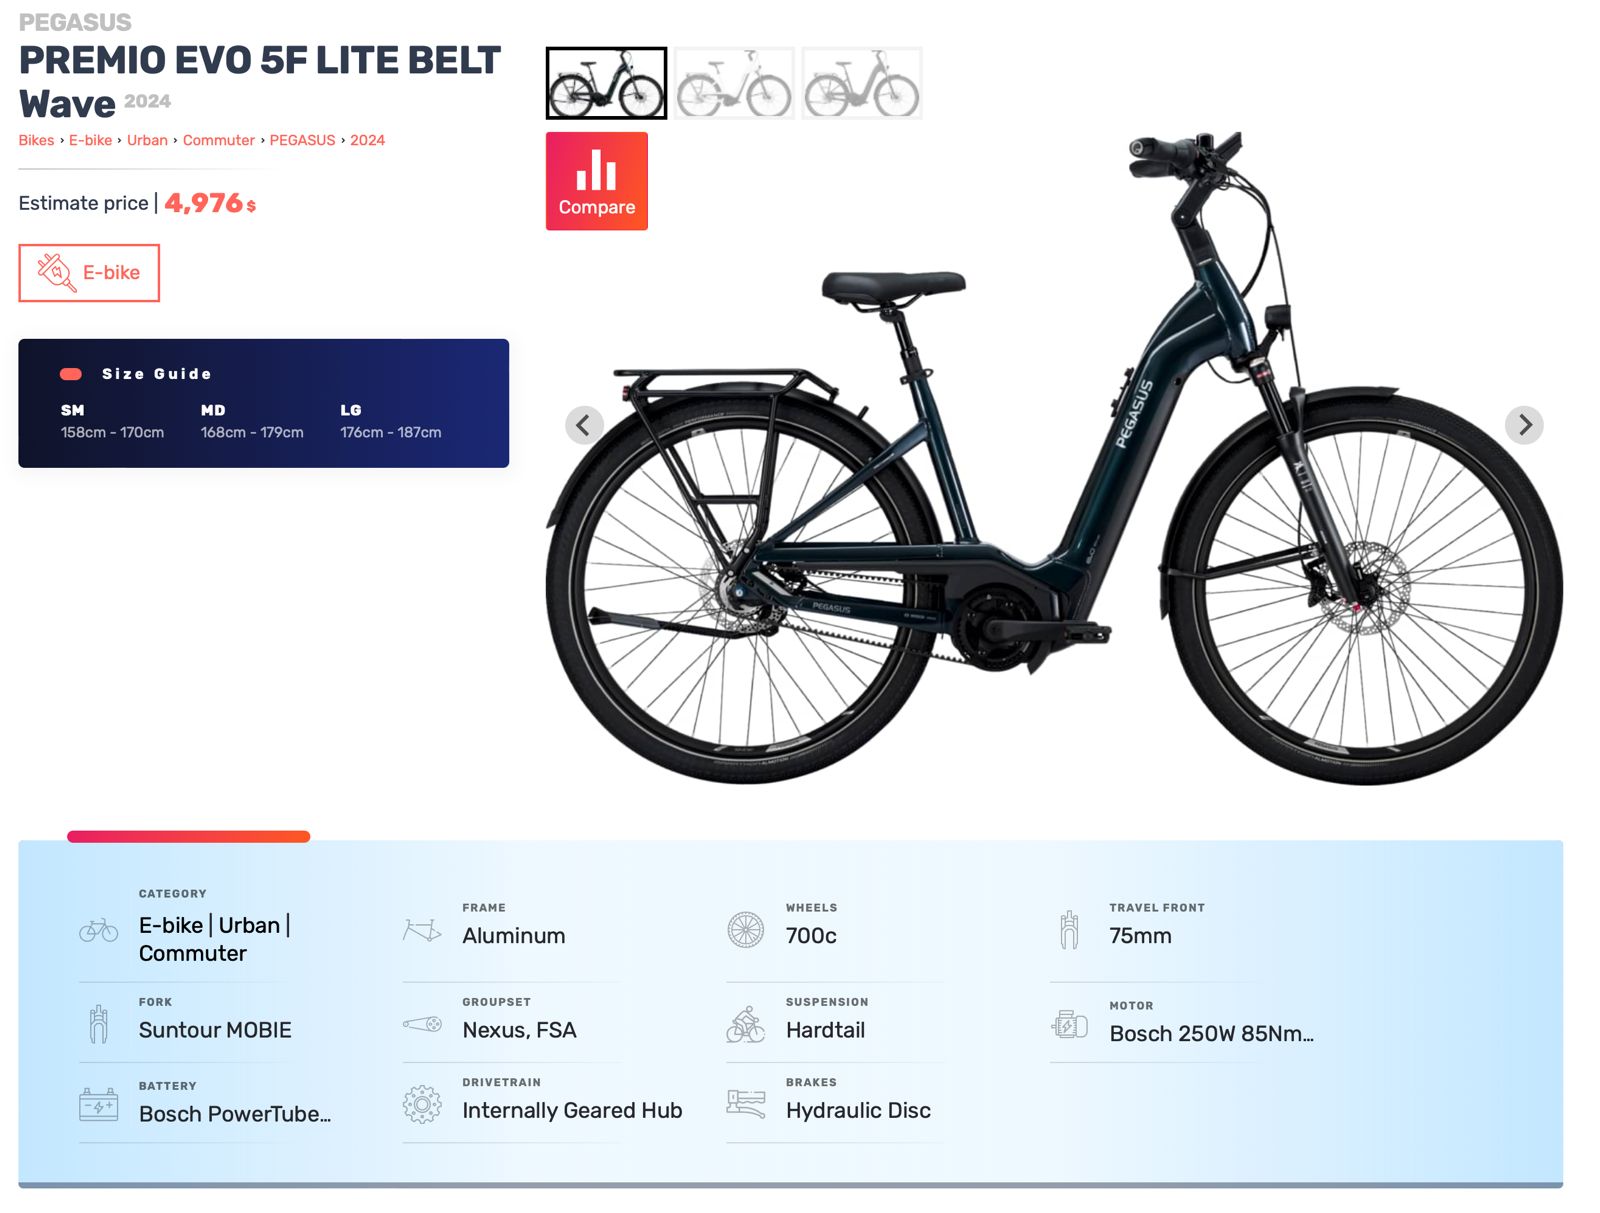 PEGASUS
PREMIO EVO 5F LITE BELT
Wave 2024
Bikes › E-bike › Urban › Commuter › PEGASUS › 2024
Estimate price | 4,976 $
E-bike
Size Guide
SM MD LG
158cm - 170cm 168cm - 179cm 176cm - 187cm
Compare
PEGASUS
PEGASUS
CATEGORY
E-bike | Urban |
Commuter
FRAME
Aluminum
WHEELS
700c
TRAVEL FRONT
75mm
FORK
Suntour MOBIE
GROUPSET
Nexus, FSA
SUSPENSION
Hardtail
MOTOR
Bosch 250W 85Nm...
BATTERY
Bosch PowerTube...
DRIVETRAIN
Internally Geared Hub
BRAKES
Hydraulic Disc